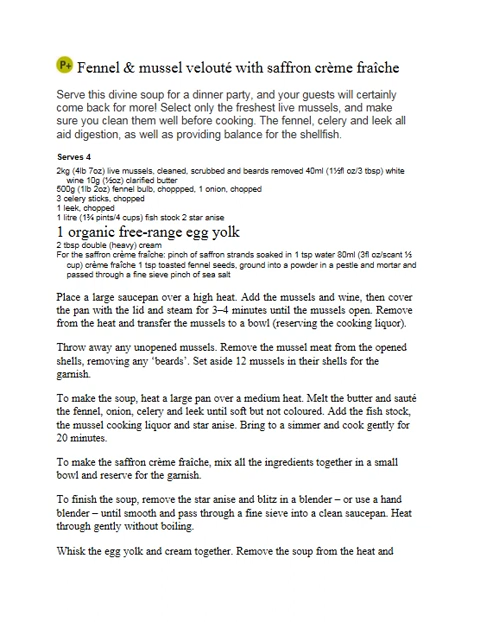 P+ Fennel & mussel velouté with saffron crème fraîche
Serve this divine soup for a dinner party, and your guests will certainly
come back for more! Select only the freshest live mussels, and make
sure you clean them well before cooking. The fennel, celery and leek all
aid digestion, as well as providing balance for the shellfish.
Serves 4
2kg (4lb 7oz) live mussels, cleaned, scrubbed and beards removed 40ml (1½fl oz/3 tbsp) white
wine 10g (½oz) clarified butter
500g (1lb 2oz) fennel bulb, choppped, 1 onion, chopped
3 celery sticks, chopped
1 leek, chopped
1 litre (1¾ pints/4 cups) fish stock 2 star anise
1 organic free-range egg yolk
2 tbsp double (heavy) cream
For the saffron crème fraîche: pinch of saffron strands soaked in 1 tsp water 80ml (3fl oz/scant ½
cup) crème fraîche 1 tsp toasted fennel seeds, ground into a powder in a pestle and mortar and
passed through a fine sieve pinch of sea salt
Place a large saucepan over a high heat. Add the mussels and wine, then cover
the pan with the lid and steam for 3–4 minutes until the mussels open. Remove
from the heat and transfer the mussels to a bowl (reserving the cooking liquor).
Throw away any unopened mussels. Remove the mussel meat from the opened
shells, removing any ‘beards’. Set aside 12 mussels in their shells for the
garnish.
To make the soup, heat a large pan over a medium heat. Melt the butter and sauté
the fennel, onion, celery and leek until soft but not coloured. Add the fish stock,
the mussel cooking liquor and star anise. Bring to a simmer and cook gently for
20 minutes.
To make the saffron crème fraîche, mix all the ingredients together in a small
bowl and reserve for the garnish.
To finish the soup, remove the star anise and blitz in a blender – or use a hand
blender – until smooth and pass through a fine sieve into a clean saucepan. Heat
through gently without boiling.
Whisk the egg yolk and cream together. Remove the soup from the heat and